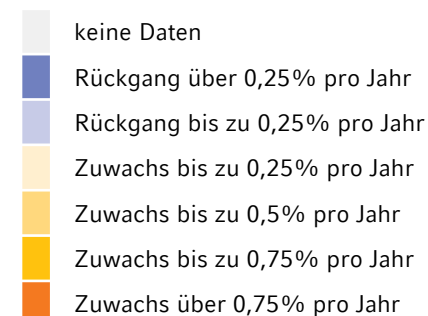 keine Daten
Rückgang über 0,25% pro Jahr
Rückgang bis zu 0,25% pro Jahr
Zuwachs bis zu 0,25% pro Jahr
Zuwachs bis zu 0,5% pro Jahr
Zuwachs bis zu 0,75% pro Jahr
Zuwachs über 0,75% pro Jahr